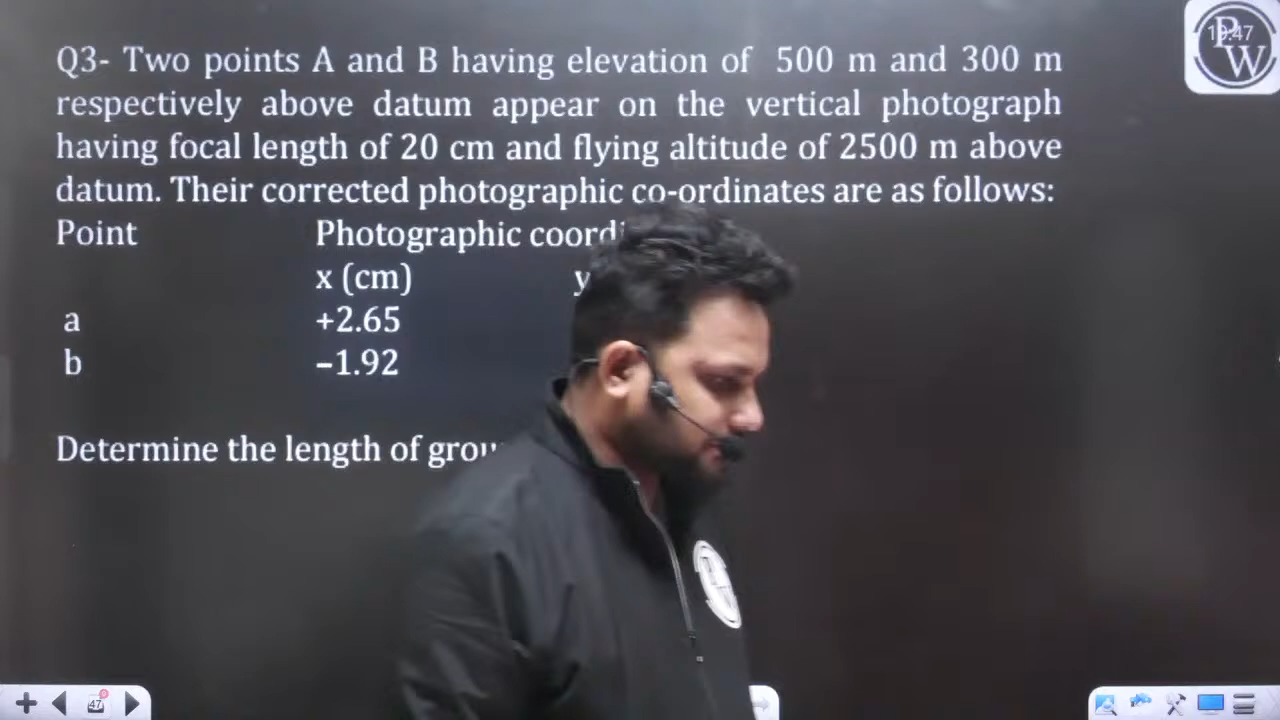 Q3- Two points A and B having elevation of 500 m and 300 m
respectively above datum appear on the vertical photograph
having focal length of 20 cm and flying altitude of 2500 m above
datum. Their corrected photographic co-ordinates are as follows:
Point Photographic
x (cm) y
a +2.65
b –1.92
Determine the length of
PW
47